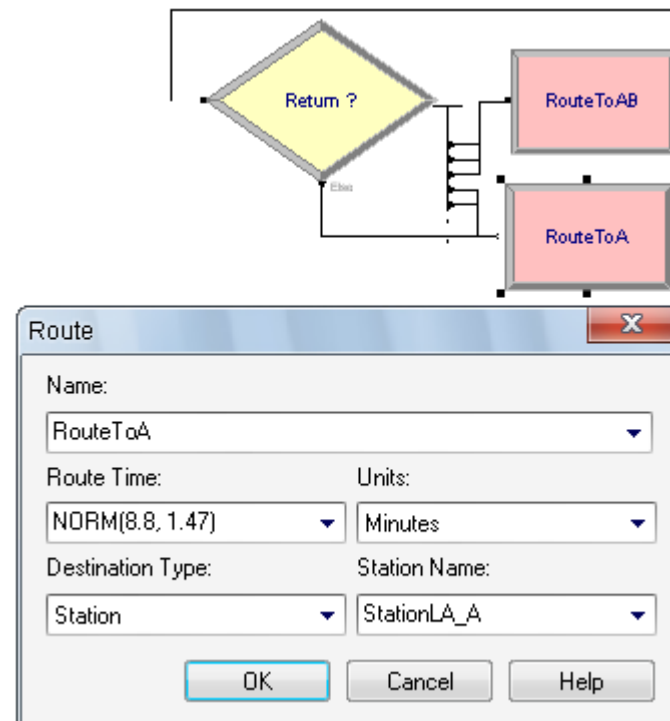 Return ?
RouteToAB
Else
RouteToA
Route
Name:
RouteToA
Route Time:
Units:
NORM(8.8, 1.47)
Minutes
Destination Type:
Station Name:
Station
StationLA_A
OK
Cancel
Help